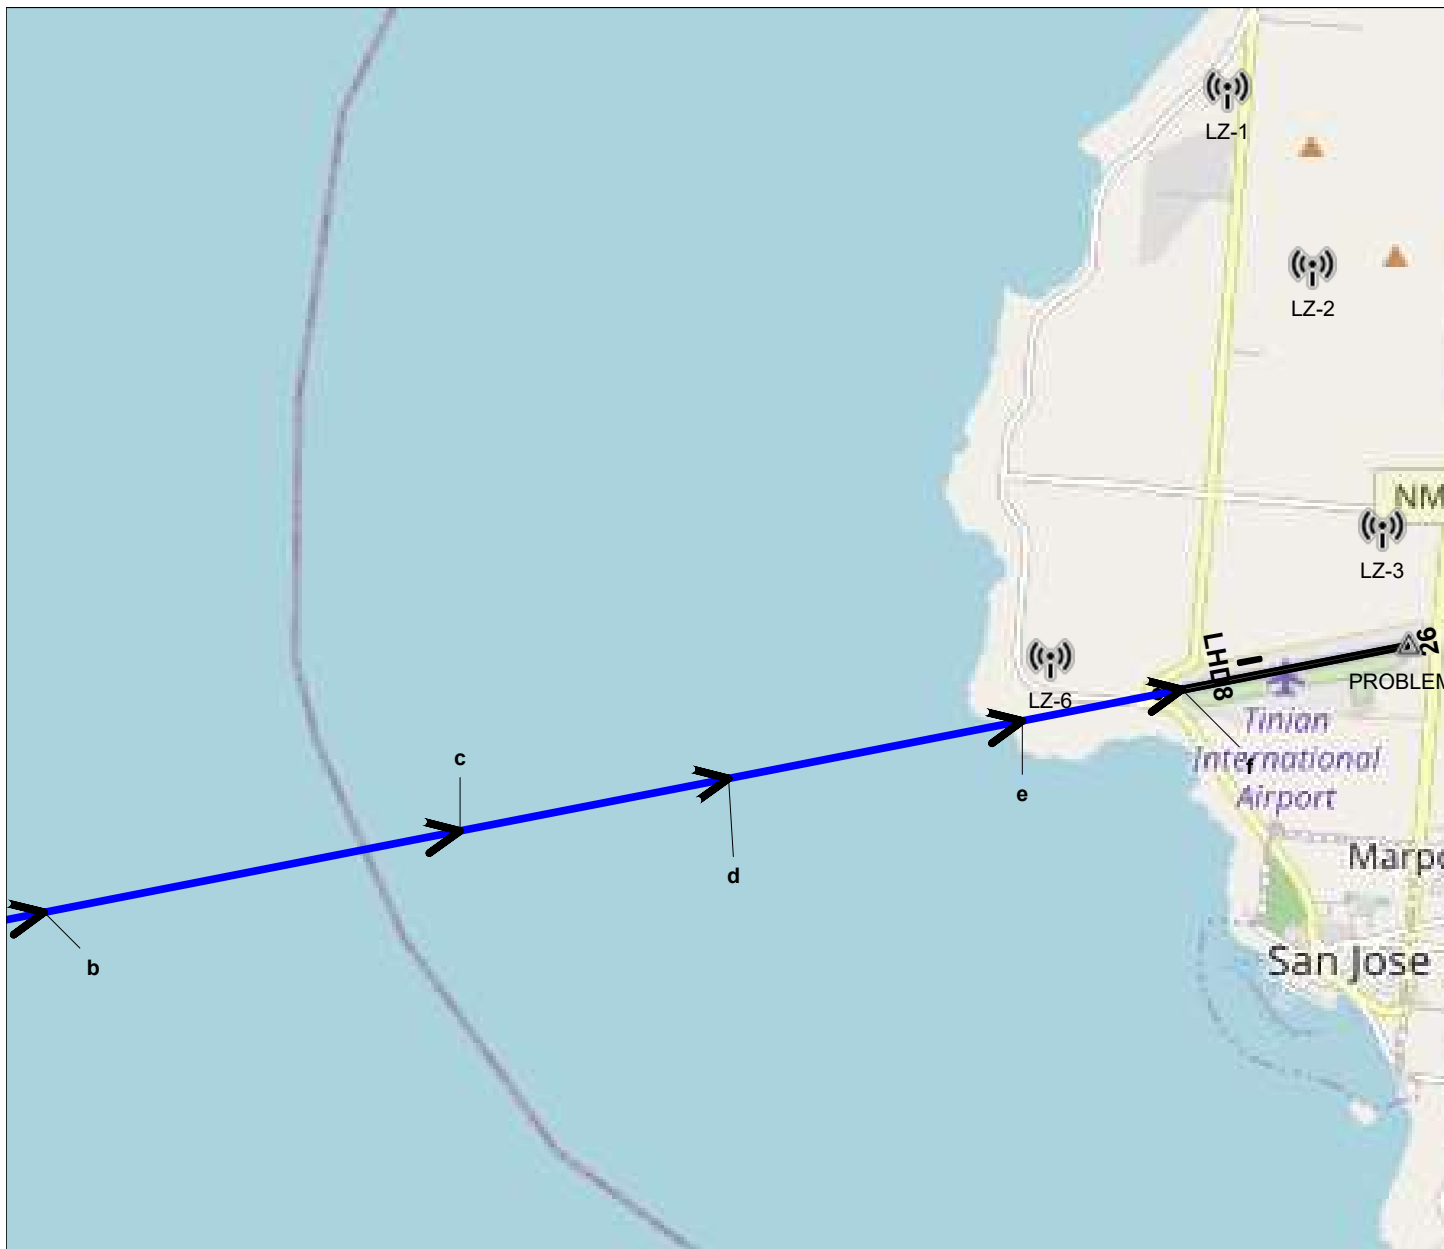 LZ-1
LZ-2
NM
LZ-3
26
LHD8
PROBLEM
LZ-6
Tinian
International
Airport
f
c
e
d
Marpo
San Jose
b